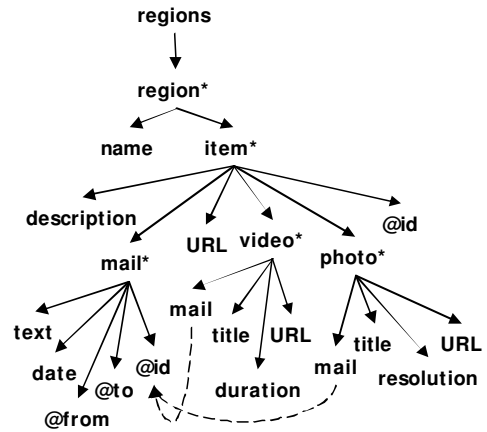 regions
region*
name item*
description @id
mail* URL video* photo*
text date @from @to @id
mail title duration URL
mail title resolution URL